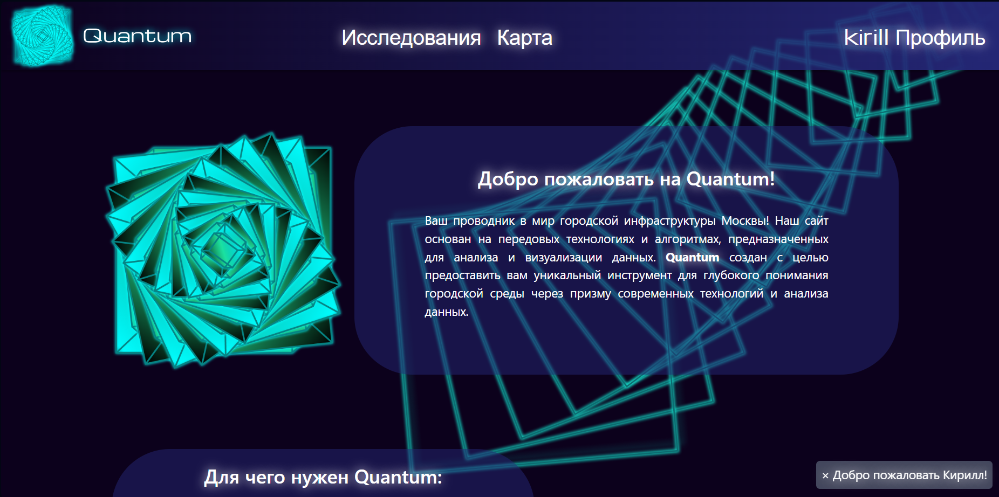 Quantum
Исследования Карта
kirill Профиль
Добро пожаловать на Quantum!
Ваш проводник в мир городской инфраструктуры Москвы! Наш сайт
основан на передовых технологиях и алгоритмах, предназначенных
для анализа и визуализации данных. Quantum создан с целью
предоставить вам уникальный инструмент для глубокого понимания
городской среды через призму современных технологий и анализа
данных.
Для чего нужен Quantum:
× Добро пожаловать Кирилл!